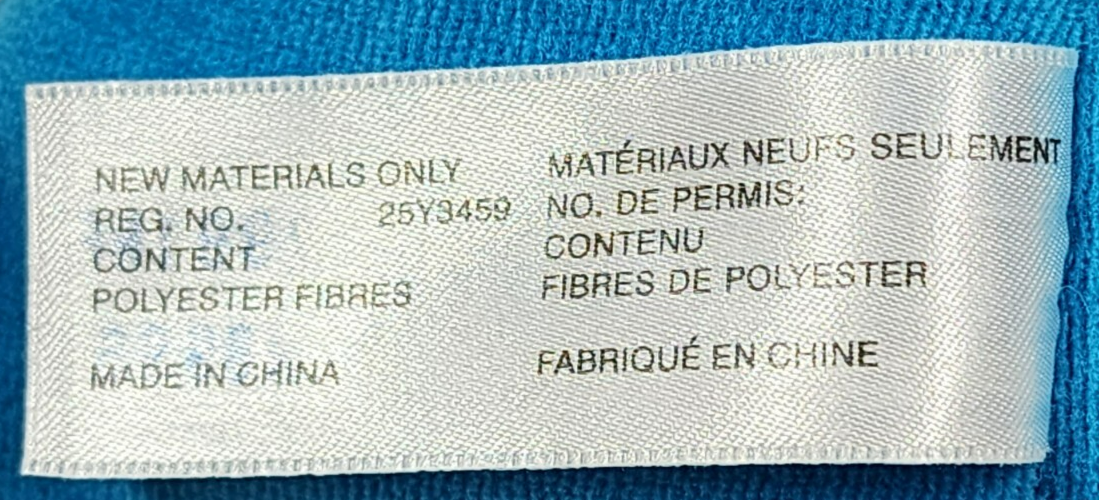 NEW MATERIALS ONLY
REG. NO. 25Y3459
CONTENT
POLYESTER FIBRES
MADE IN CHINA
MATÉRIAUX NEUFS SEULEMENT
NO. DE PERMIS:
CONTENU
FIBRES DE POLYESTER
FABRIQUÉ EN CHINE